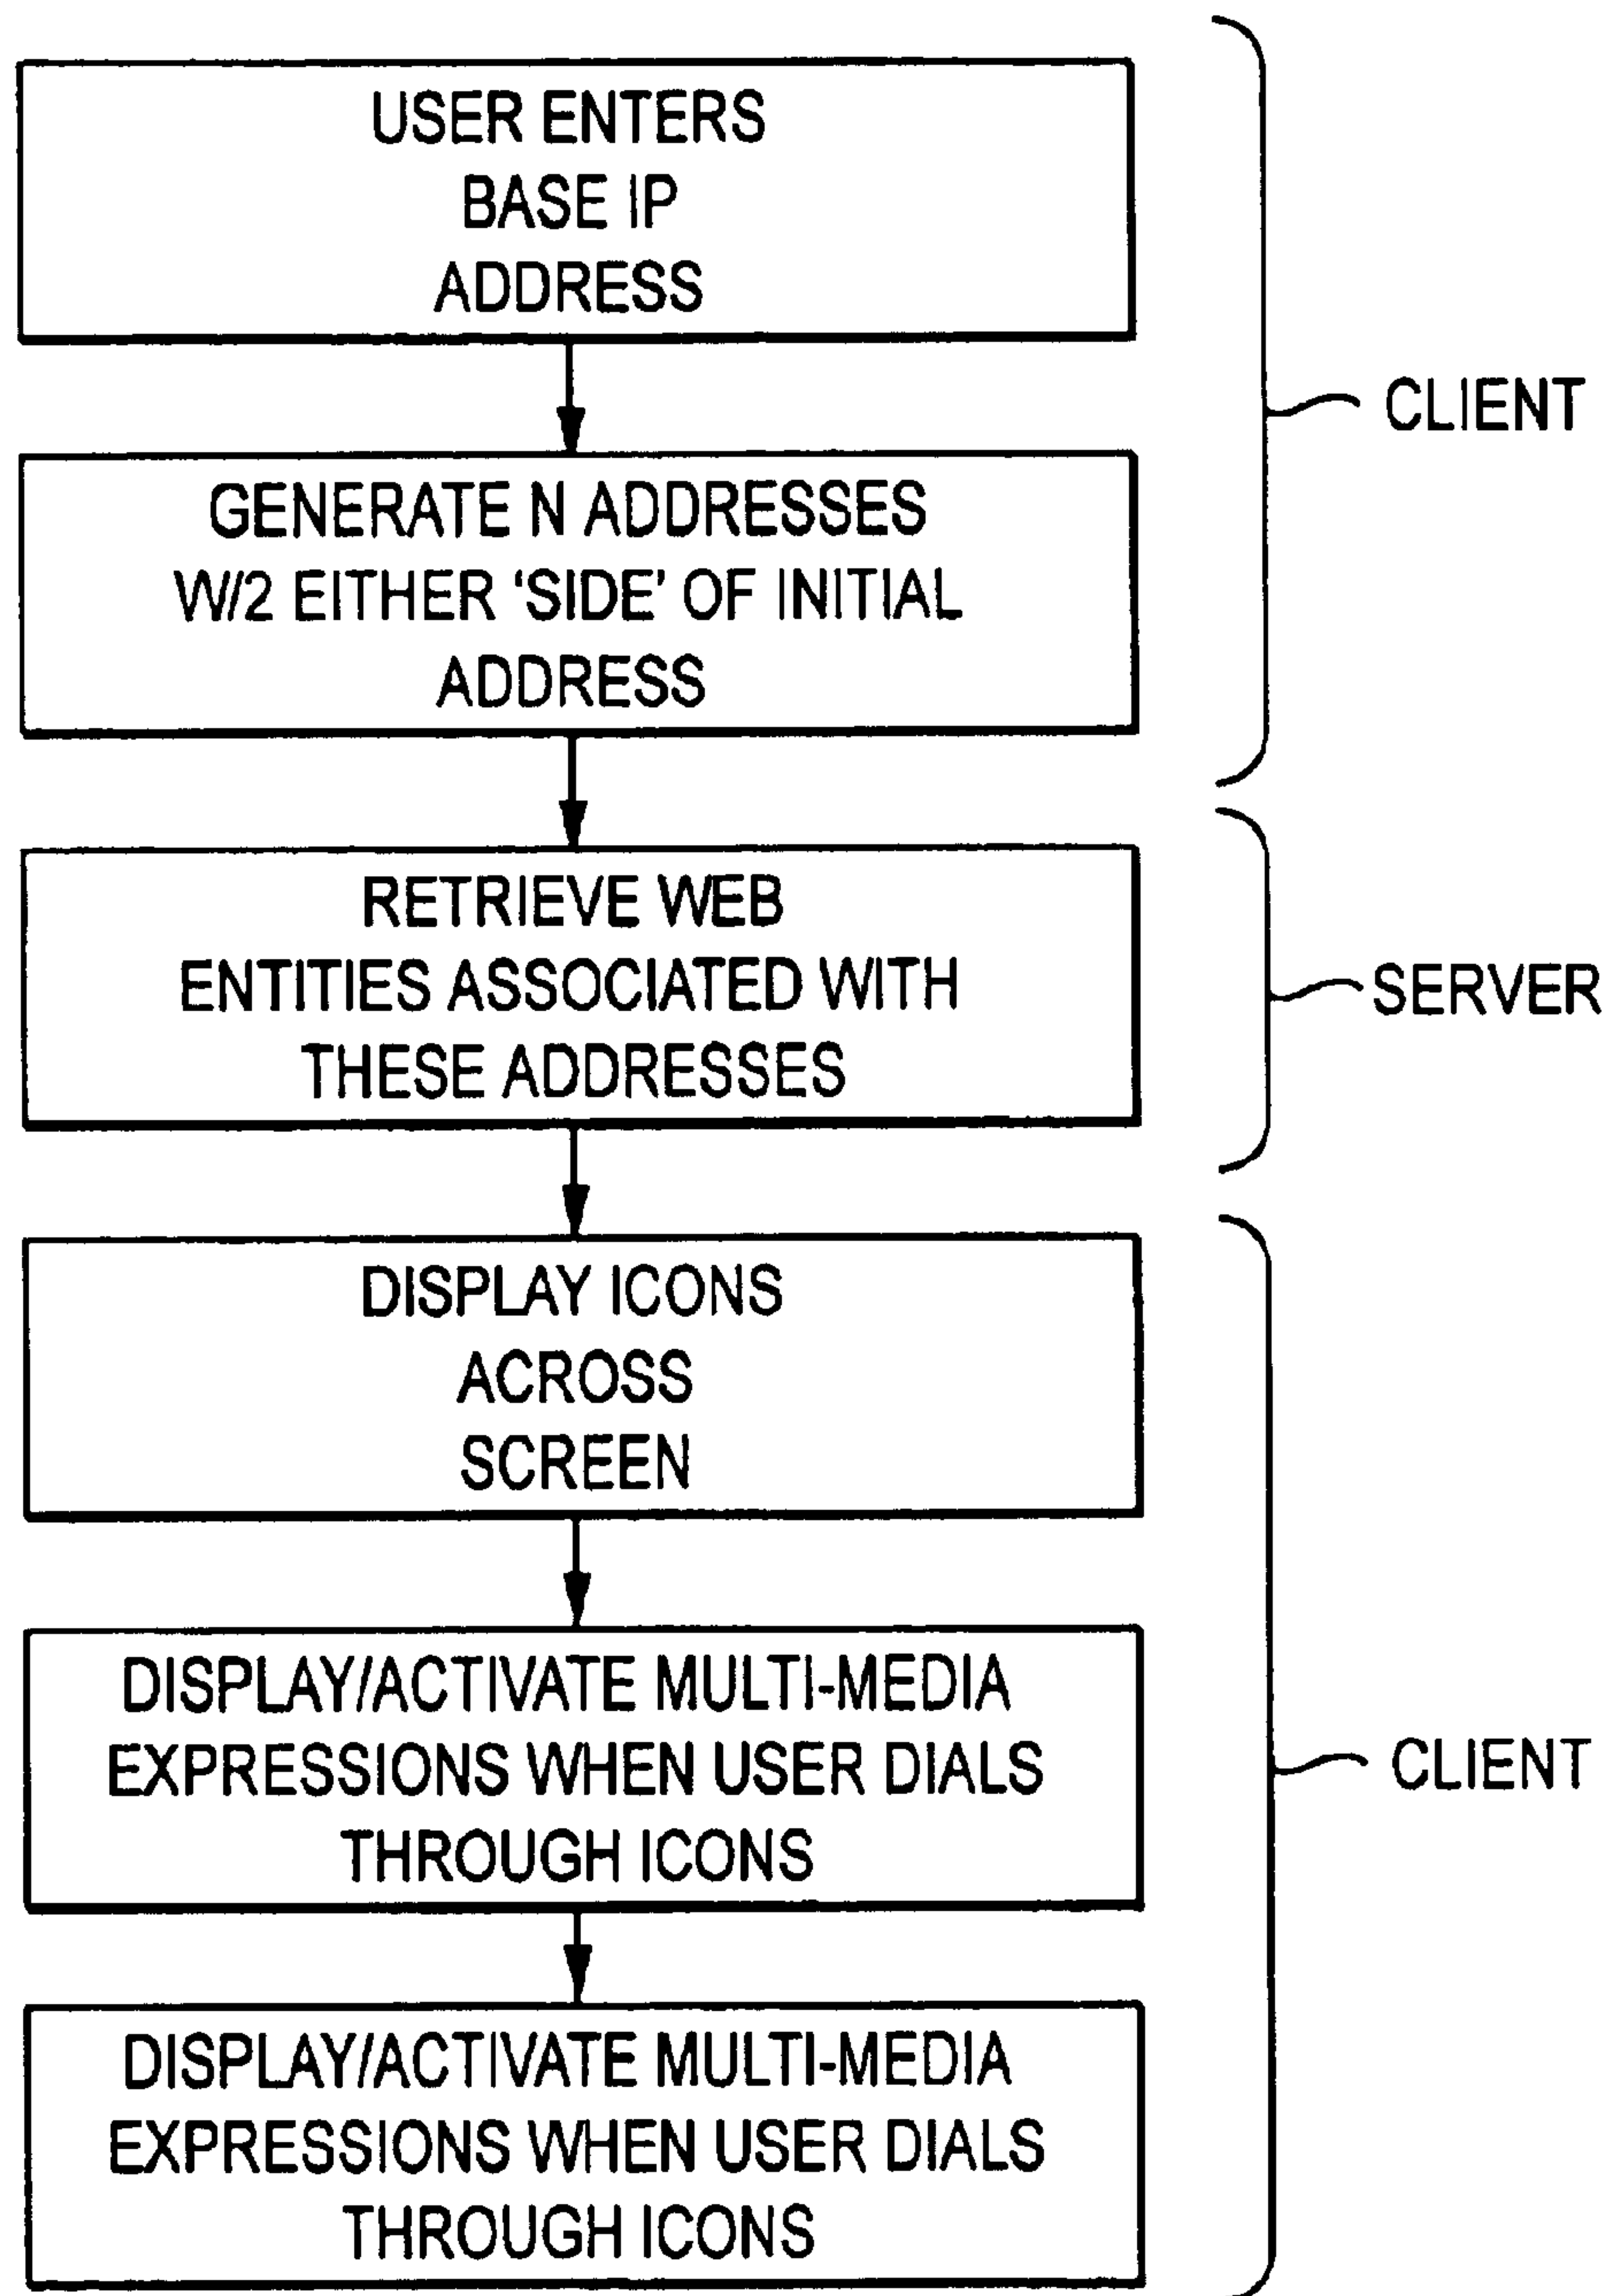 USER ENTERS
BASE IP
ADDRESS
GENERATE N ADDRESSES
W/2 EITHER ‘SIDE’ OF INITIAL
ADDRESS
CLIENT
RETRIEVE WEB
ENTITIES ASSOCIATED WITH
THESE ADDRESSES
SERVER
DISPLAY ICONS
ACROSS
SCREEN
DISPLAY/ACTIVATE MULTI-MEDIA
EXPRESSIONS WHEN USER DIALS
THROUGH ICONS
CLIENT
DISPLAY/ACTIVATE MULTI-MEDIA
EXPRESSIONS WHEN USER DIALS
THROUGH ICONS